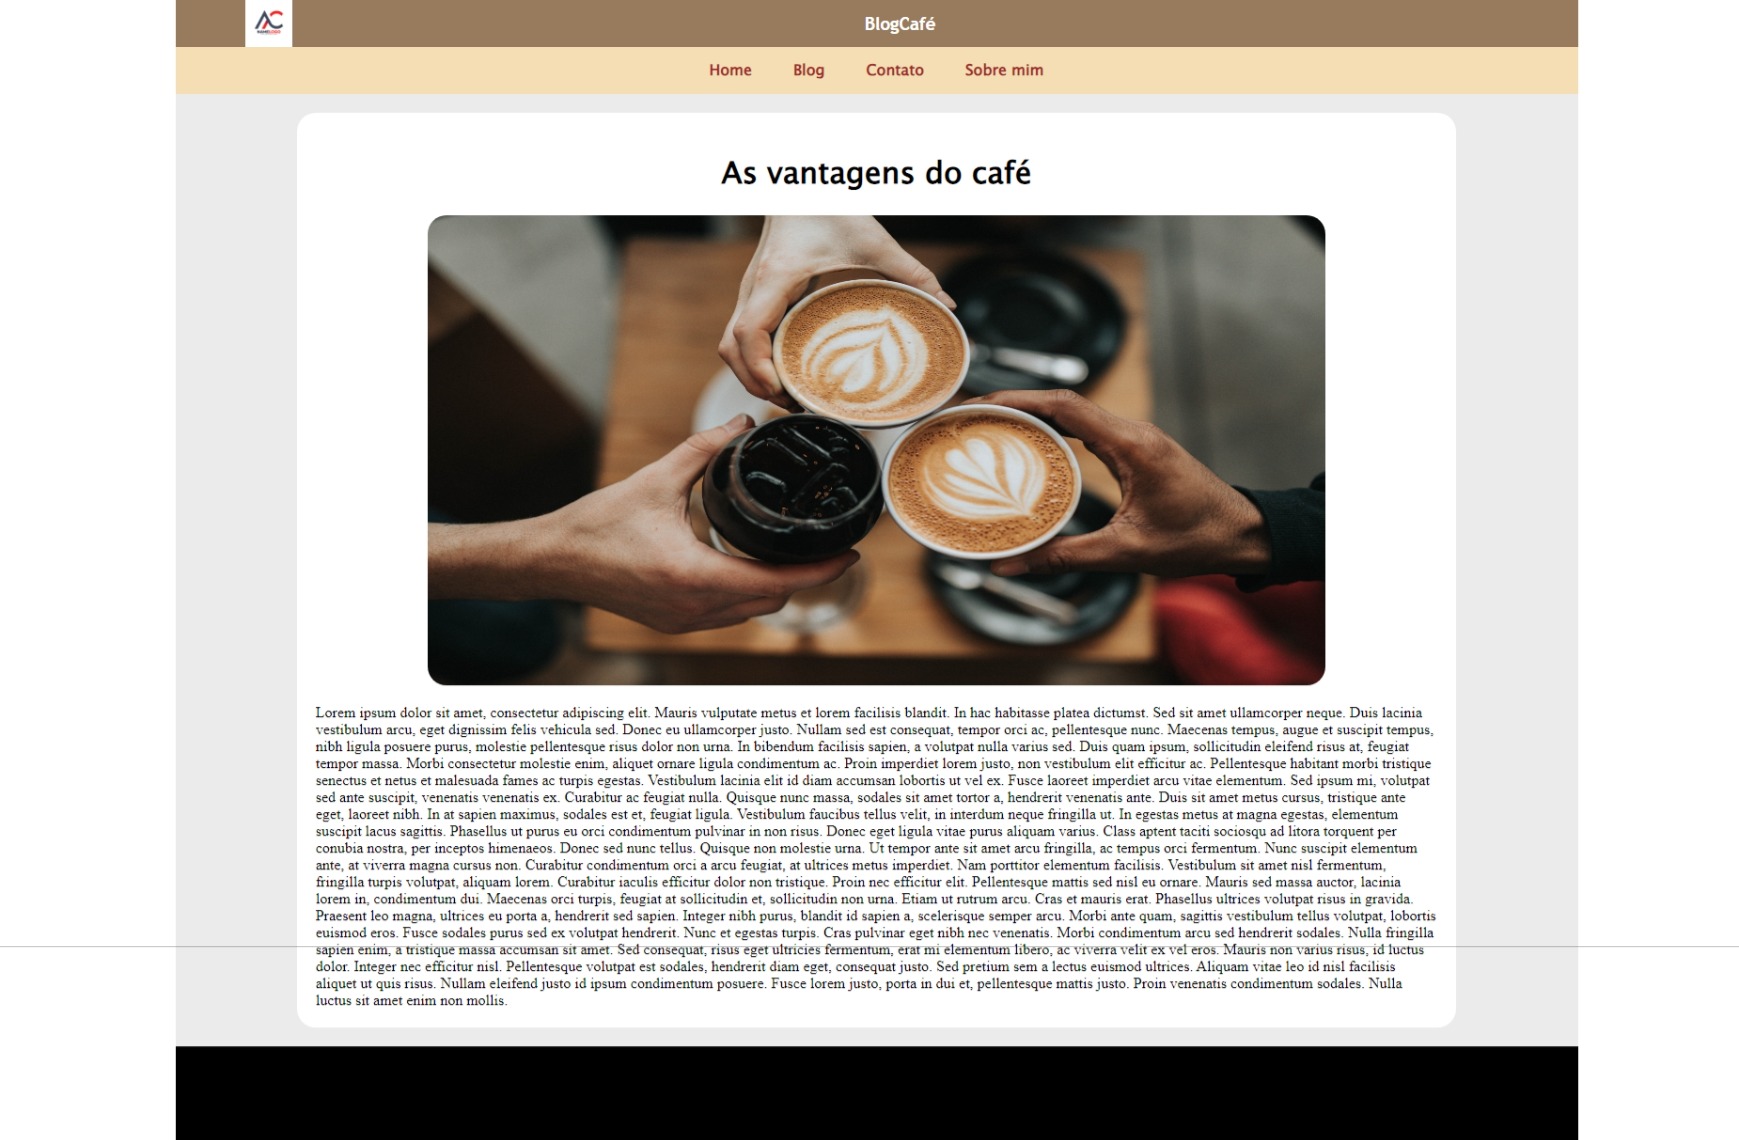 AC
NAMELOGO
BlogCafé
Home Blog Contato Sobre mim
As vantagens do café
Lorem ipsum dolor sit amet, consectetur adipiscing elit. Mauris vulputate metus et lorem facilisis blandit. In hac habitasse platea dictumst. Sed sit amet ullamcorper neque. Duis lacinia
vestibulum arcu, eget dignissim felis vehicula sed. Donec eu ullamcorper justo. Nullam sed est consequat, tempor orci ac, pellentesque nunc. Maecenas tempus, augue et suscipit tempus,
nibh ligula posuere purus, molestie pellentesque risus dolor non urna. In bibendum facilisis sapien, a volutpat nulla varius sed. Duis quam ipsum, sollicitudin eleifend risus at, feugiat
tempor massa. Morbi consectetur molestie enim, aliquet ornare ligula condimentum ac. Proin imperdiet lorem justo, non vestibulum elit efficitur ac. Pellentesque habitant morbi tristique
senectus et netus et malesuada fames ac turpis egestas. Vestibulum lacinia elit id diam accumsan lobortis ut vel ex. Fusce laoreet imperdiet arcu vitae elementum. Sed ipsum mi, volutpat
sed ante suscipit, venenatis venenatis ex. Curabitur ac feugiat nulla. Quisque nunc massa, sodales sit amet tortor a, hendrerit venenatis ante. Duis sit amet metus cursus, tristique ante
eget, laoreet nibh. In at sapien maximus, sodales est et, feugiat ligula. Vestibulum faucibus tellus velit, in interdum neque fringilla ut. In egestas metus at magna egestas, elementum
suscipit lacus sagittis. Phasellus ut purus eu orci condimentum pulvinar in non risus. Donec eget ligula vitae purus aliquam varius. Class aptent taciti sociosqu ad litora torquent per
conubia nostra, per inceptos himenaeos. Donec sed nunc tellus. Quisque non molestie urna. Ut tempor ante sit amet arcu fringilla, ac tempus orci fermentum. Nunc suscipit elementum
ante, at viverra magna cursus non. Curabitur condimentum orci a arcu feugiat, at ultrices metus imperdiet. Nam porttitor elementum facilisis. Vestibulum sit amet nisl fermentum,
fringilla turpis volutpat, aliquam lorem. Curabitur iaculis efficitur dolor non tristique. Proin nec efficitur elit. Pellentesque mattis sed nisl eu ornare. Mauris sed massa auctor, lacinia
lorem in, condimentum dui. Maecenas orci turpis, feugiat at sollicitudin et, sollicitudin non urna. Etiam ut rutrum arcu. Cras et mauris erat. Phasellus ultrices volutpat risus in gravida.
Praesent leo magna, ultrices eu porta a, hendrerit sed sapien. Integer nibh purus, blandit id sapien a, scelerisque semper arcu. Morbi ante quam, sagittis vestibulum tellus volutpat, lobortis
euismod eros. Fusce sodales purus sed ex volutpat hendrerit. Nunc et egestas turpis. Cras pulvinar eget nibh nec venenatis. Morbi condimentum arcu sed hendrerit sodales. Nulla fringilla
sapien enim, a tristique massa accumsan sit amet. Sed consequat, risus eget ultricies fermentum, erat mi elementum libero, ac viverra velit ex vel eros. Mauris non varius risus, id luctus
dolor. Integer nec efficitur nisl. Pellentesque volutpat est sodales, hendrerit diam eget, consequat justo. Sed pretium sem a lectus euismod ultrices. Aliquam vitae leo id nisl facilisis
aliquet ut quis risus. Nullam eleifend justo id ipsum condimentum posuere. Fusce lorem justo, porta in dui et, pellentesque mattis justo. Proin venenatis condimentum sodales. Nulla
luctus sit amet enim non mollis.